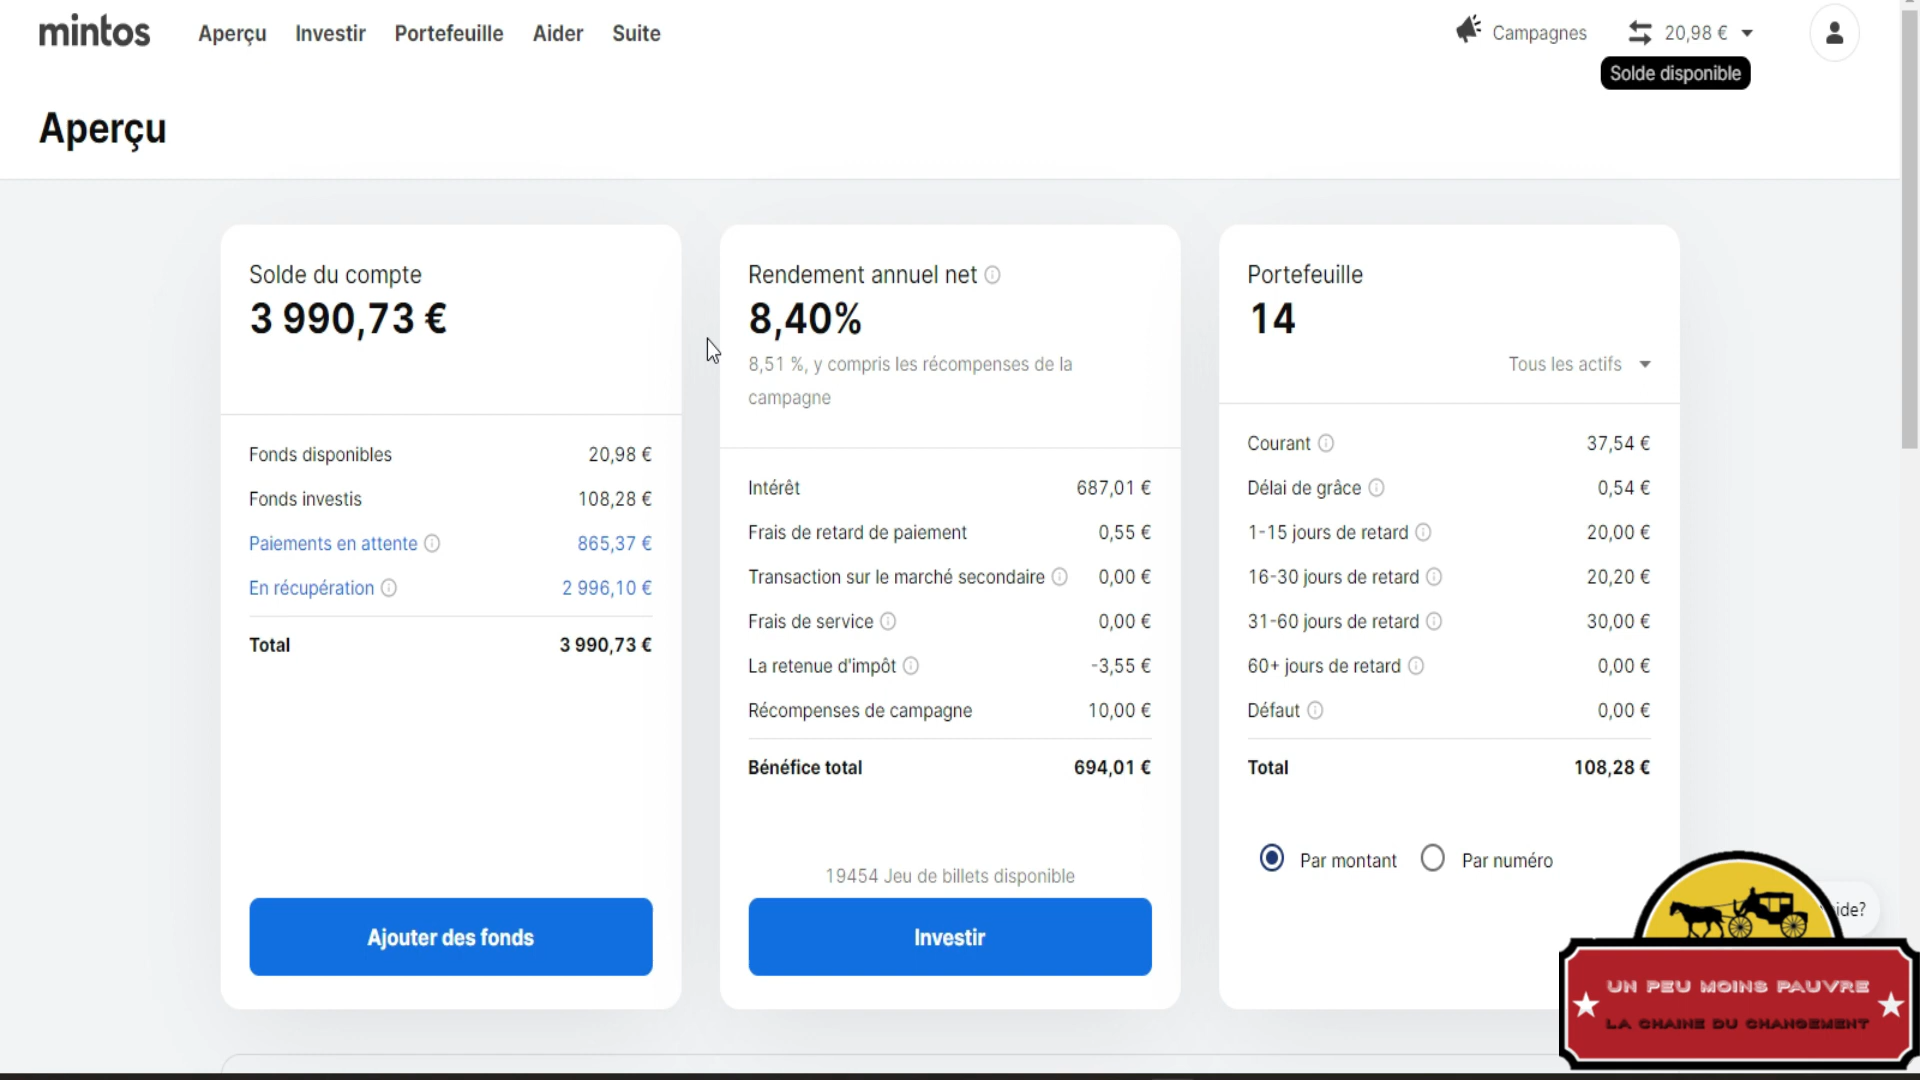 mintos
Aperçu Investir Portefeuille Aider Suite
Campagnes 20,98 €
Solde disponible
Aperçu
Solde du compte
3 990,73 €
Fonds disponibles 20,98 €
Fonds investis 108,28 €
Paiements en attente 865,37 €
En récupération 2 996,10 €
Total 3 990,73 €
Ajouter des fonds
Rendement annuel net
8,40%
8,51 %, y compris les récompenses de la
campagne
Intérêt 687,01 €
Frais de retard de paiement 0,55 €
Transaction sur le marché secondaire 0,00 €
Frais de service 0,00 €
La retenue d'impôt -3,55 €
Récompenses de campagne 10,00 €
Bénéfice total 694,01 €
19454 Jeu de billets disponible
Investir
Portefeuille
14
Tous les actifs
Courant 37,54 €
Délai de grâce 0,54 €
1-15 jours de retard 20,00 €
16-30 jours de retard 20,20 €
31-60 jours de retard 30,00 €
60+ jours de retard 0,00 €
Défaut 0,00 €
Total 108,28 €
Par montant Par numéro
ide?
UN PEU MOINS PAUVRE
LA CHAINE DU CHANGEMENT